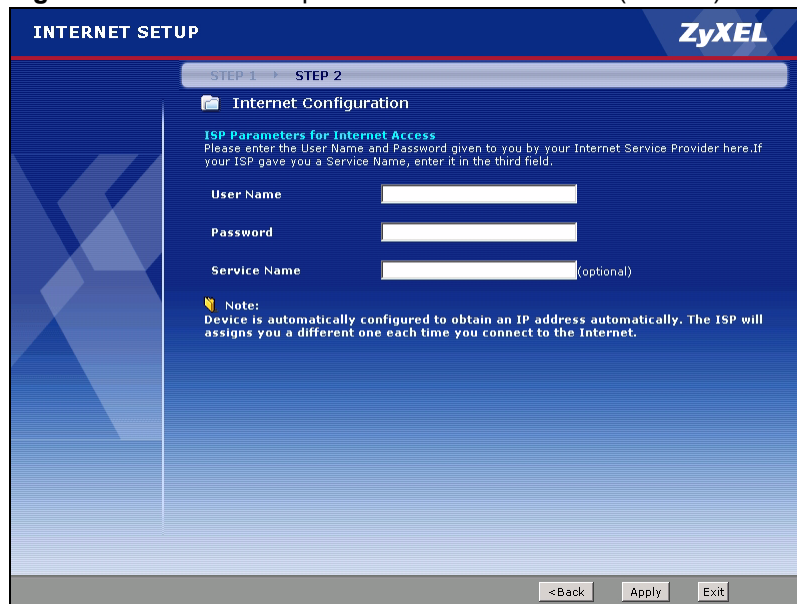 INTERNET SETUP
ZyXEL
STEP 1 STEP 2
Internet Configuration
ISP Parameters for Internet Access
Please enter the User Name and Password given to you by your Internet Service Provider here.If
your ISP gave you a Service Name, enter it in the third field.
User Name
Password
Service Name
(optional)
Note:
Device is automatically configured to obtain an IP address automatically. The ISP will
assigns you a different one each time you connect to the Internet.
<Back
Apply
Exit